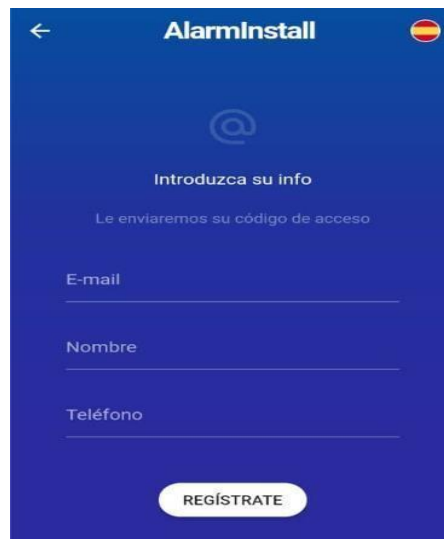 AlarmInstall
@
Introduzca su info
Le enviaremos su código de acceso
E-mail
Nombre
Teléfono
REGÍSTRATE